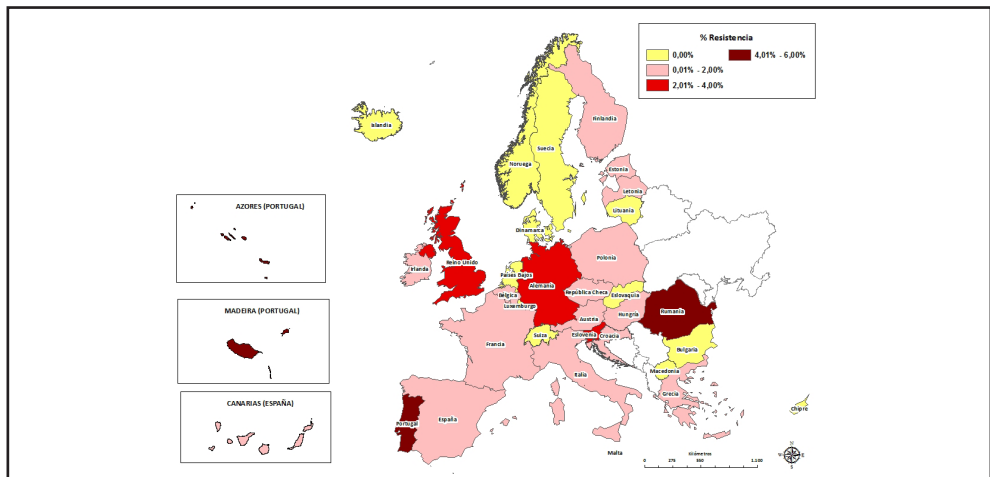 % Resistencia
0,00%
4,01% - 6,00%
0,01% - 2,00%
2,01% - 4,00%
Islandia
Finlandia
Suecia
Noruega
Estonia
Letonia
Lituania
Dinamarca
AZORES (PORTUGAL)
Reino Unido
Irlanda
Polonia
Países Bajos
Alemania
Bélgica
República Checa
Eslovaquia
Luxemburgo
MADEIRA (PORTUGAL)
Rumanía
Hungría
Austria
Suiza
Eslovenia
Croacia
Francia
Bulgaria
Italia
Macedonia
Grecia
CANARIAS (ESPAÑA)
Chipre
España
Portugal
Malta
Kilómetros
0 275 550 1.100
N
W E
S